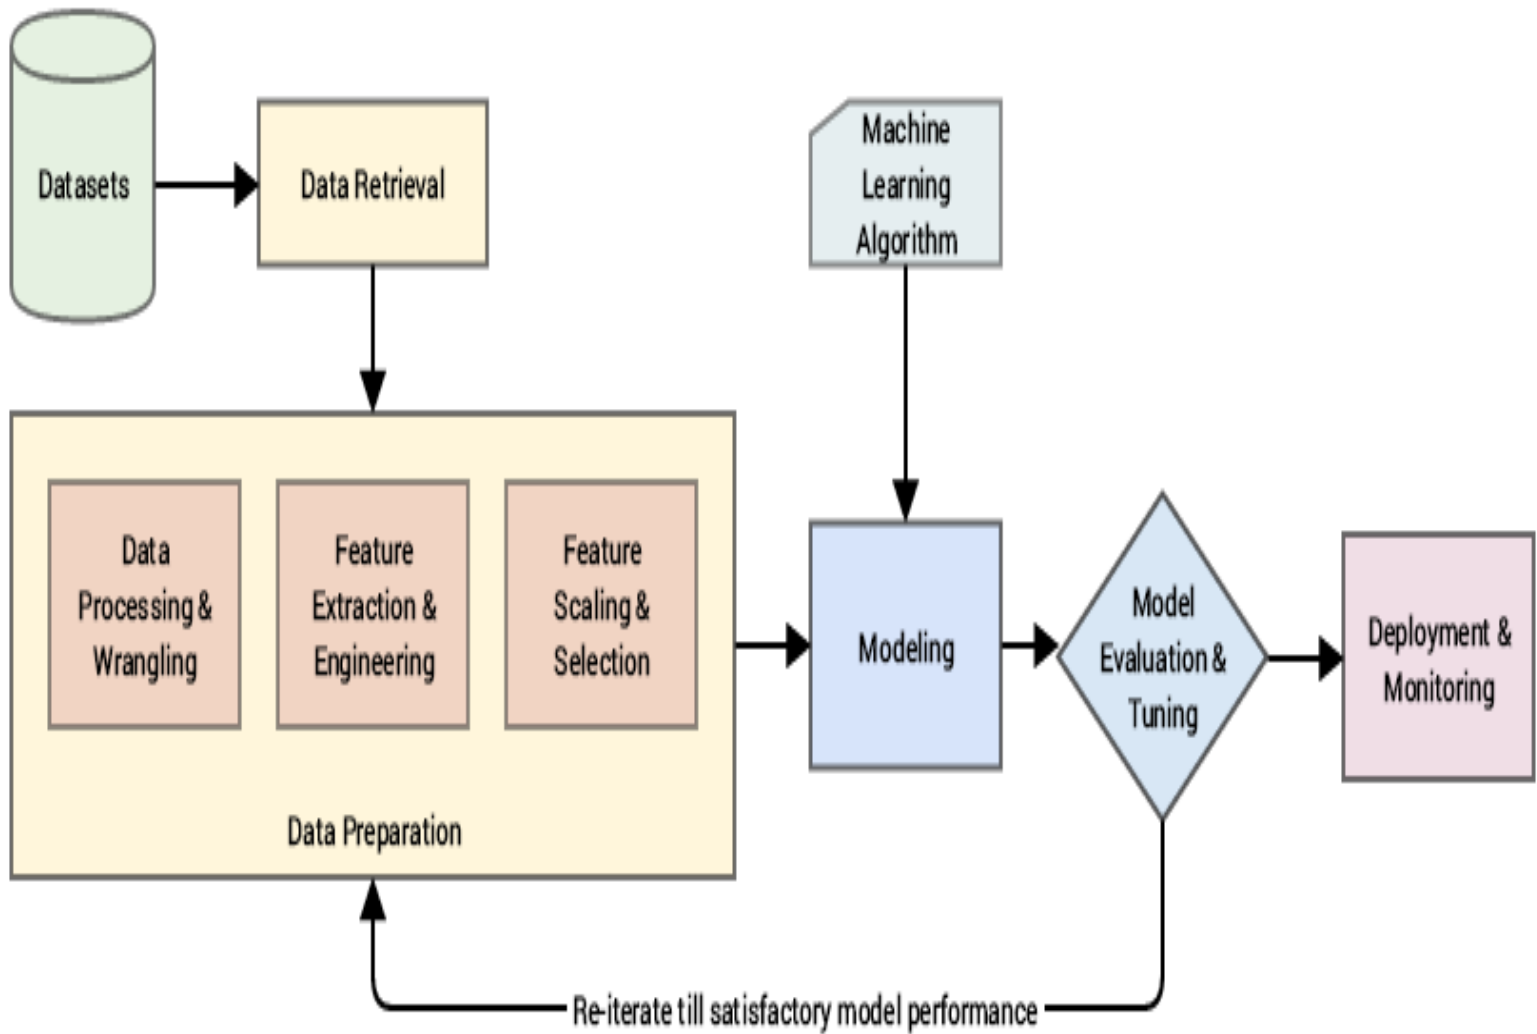 Datasets
Data Retrieval
Machine
Learning
Algorithm
Data
Processing &
Wrangling
Feature
Extraction &
Engineering
Feature
Scaling &
Selection
Data Preparation
Modeling
Model
Evaluation &
Tuning
Deployment &
Monitoring
Re-iterate till satisfactory model performance